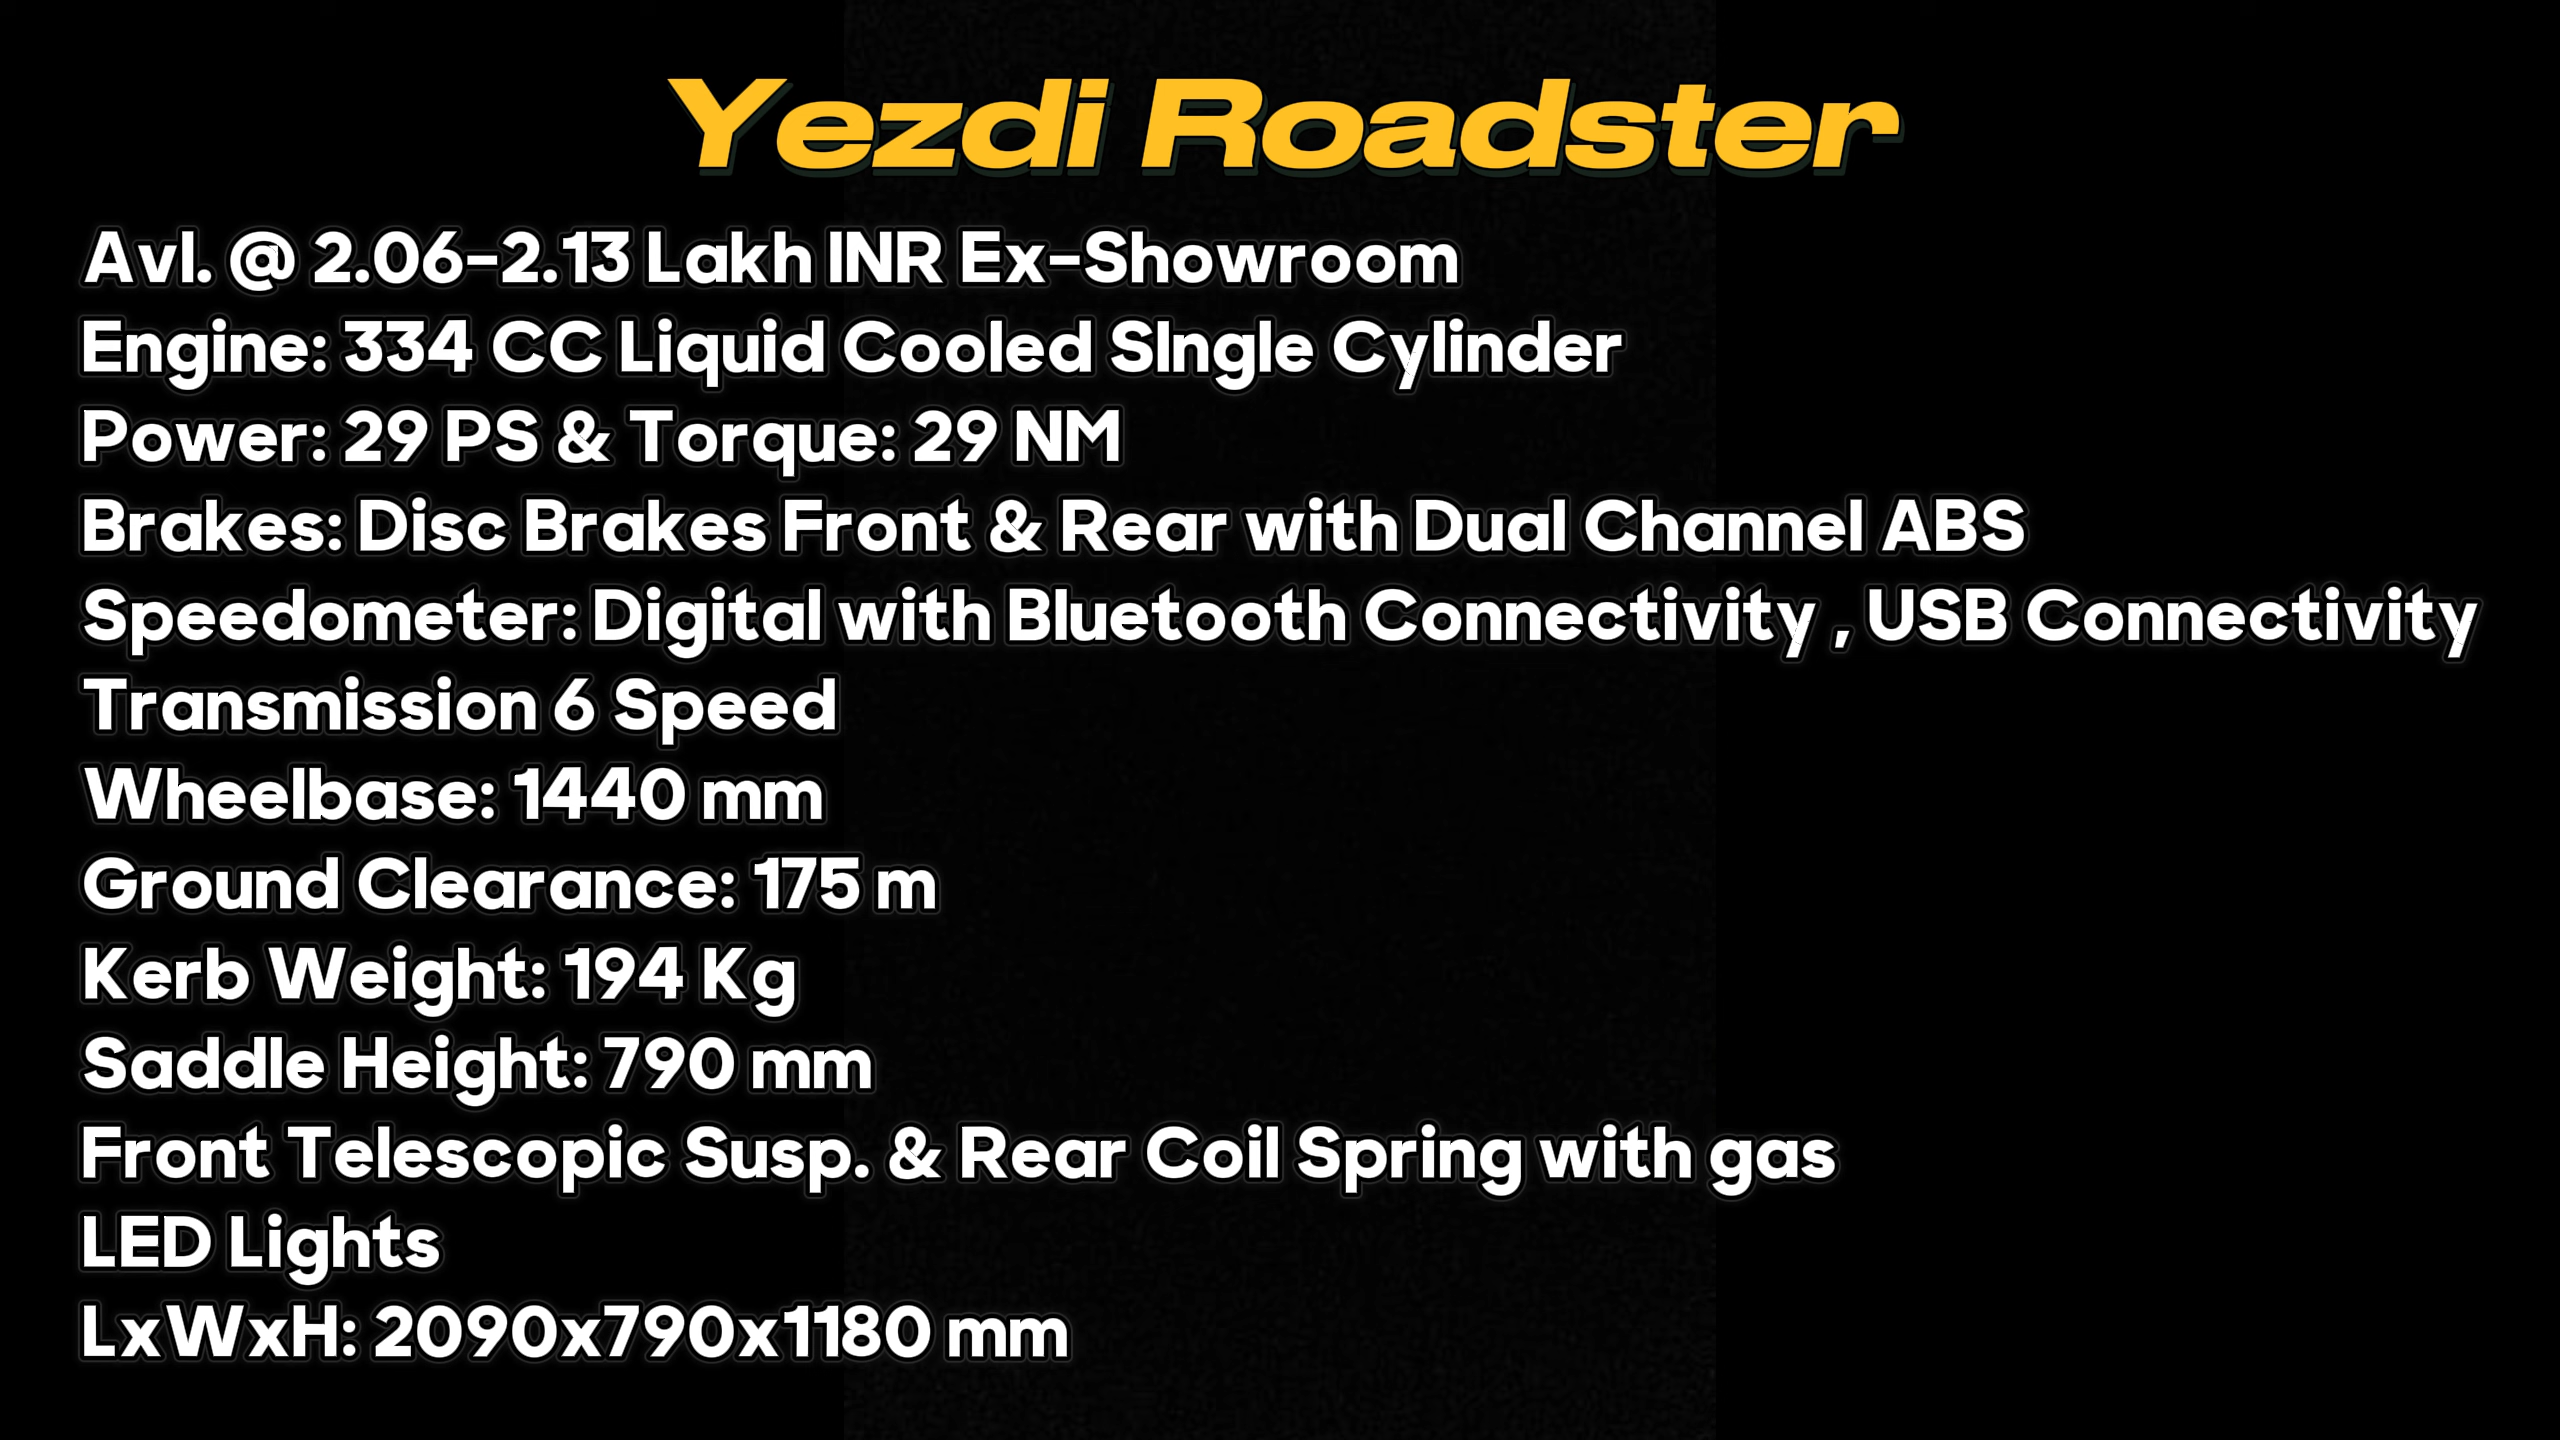 Yezdi Roadster
Avl. @ 2.06-2.13 Lakh INR Ex-Showroom
Engine: 334 CC Liquid Cooled SIngle Cylinder
Power: 29 PS & Torque: 29 NM
Brakes: Disc Brakes Front & Rear with Dual Channel ABS
Speedometer: Digital with Bluetooth Connectivity , USB Connectivity
Transmission 6 Speed
Wheelbase: 1440 mm
Ground Clearance: 175 m
Kerb Weight: 194 Kg
Saddle Height: 790 mm
Front Telescopic Susp. & Rear Coil Spring with gas
LED Lights
LxWxH: 2090x790x1180 mm